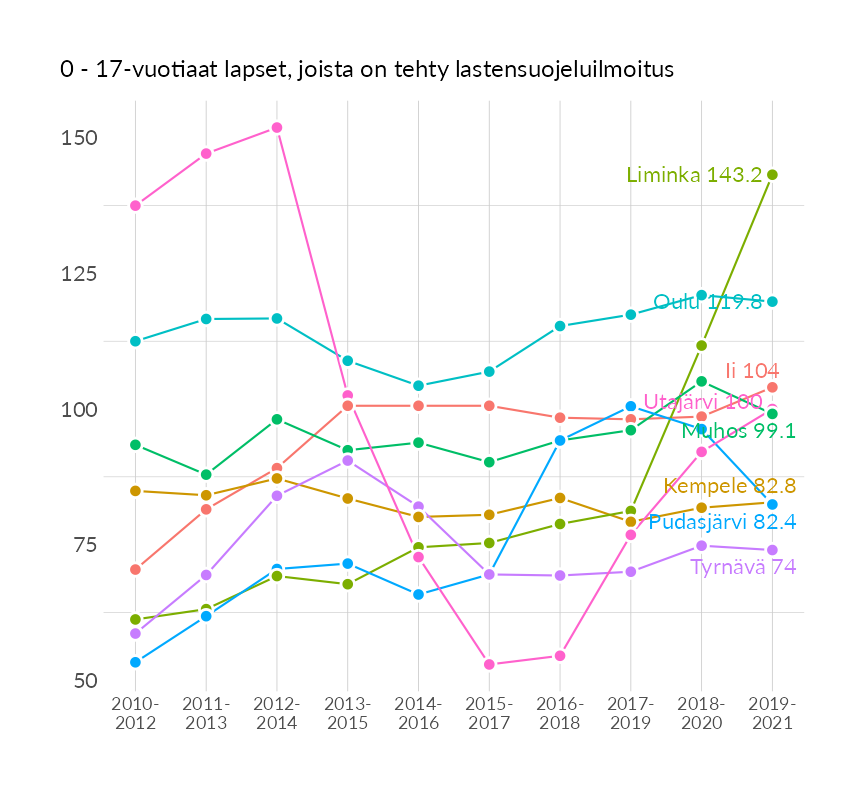 0 - 17-vuotiaat lapset, joista on tehty lastensuojeluilmoitus
150
Liminka 143.2
125
Oulu 119.8
Ii 104
100
Utajärvi 100
Muhos 99.1
Kempele 82.8
Pudasjärvi 82.4
75
Tyrnävä 74
50
2010- 2011- 2012- 2013- 2014- 2015- 2016- 2017- 2018- 2019-
2012 2013 2014 2015 2016 2017 2018 2019 2020 2021